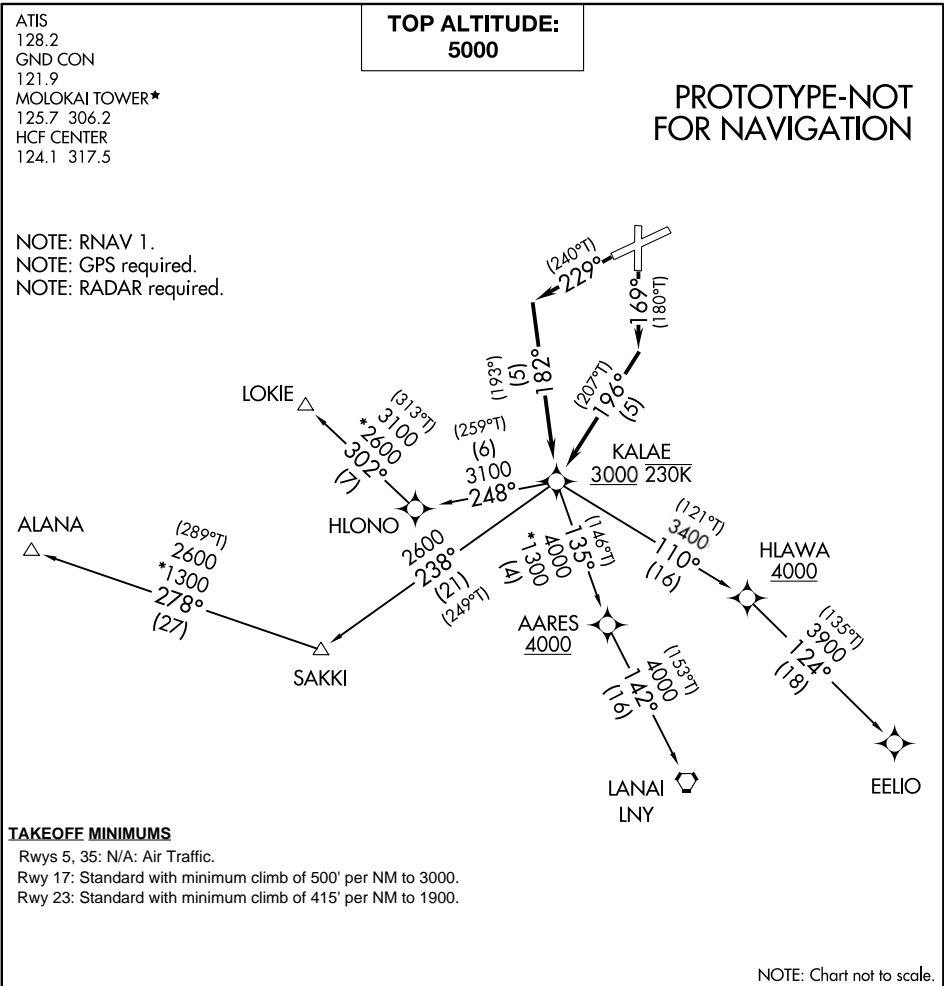 ATIS
128.2
GND CON
121.9
MOLOKAI TOWER★
125.7 306.2
HCF CENTER
124.1 317.5
TOP ALTITUDE:
5000
PROTOTYPE-NOT
FOR NAVIGATION
NOTE: RNAV 1.
NOTE: GPS required.
NOTE: RADAR required.
(240°T)
229°
169°
(180°T)
(193°)
(5)
182°
(207°T)
196°
(5)
LOKIE
(313°T)
3100
*2600
302°
(7)
(259°T)
(6)
3100
248°
KALAE
3000 230K
HLONO
ALANA
(289°T)
2600
*1300
278°
(27)
2600
238°
(21)
(249°T)
SAKKI
(146°T)
135°
4000
*1300
(4)
AARES
4000
(153°T)
4000
142°
(16)
LANAI
LNY
(121°T)
3400
110°
(16)
HLAWA
4000
(135°T)
3900
124°
(18)
EELIO
TAKEOFF MINIMUMS
Rwys 5, 35: N/A: Air Traffic.
Rwy 17: Standard with minimum climb of 500' per NM to 3000.
Rwy 23: Standard with minimum climb of 415' per NM to 1900.
NOTE: Chart not to scale.